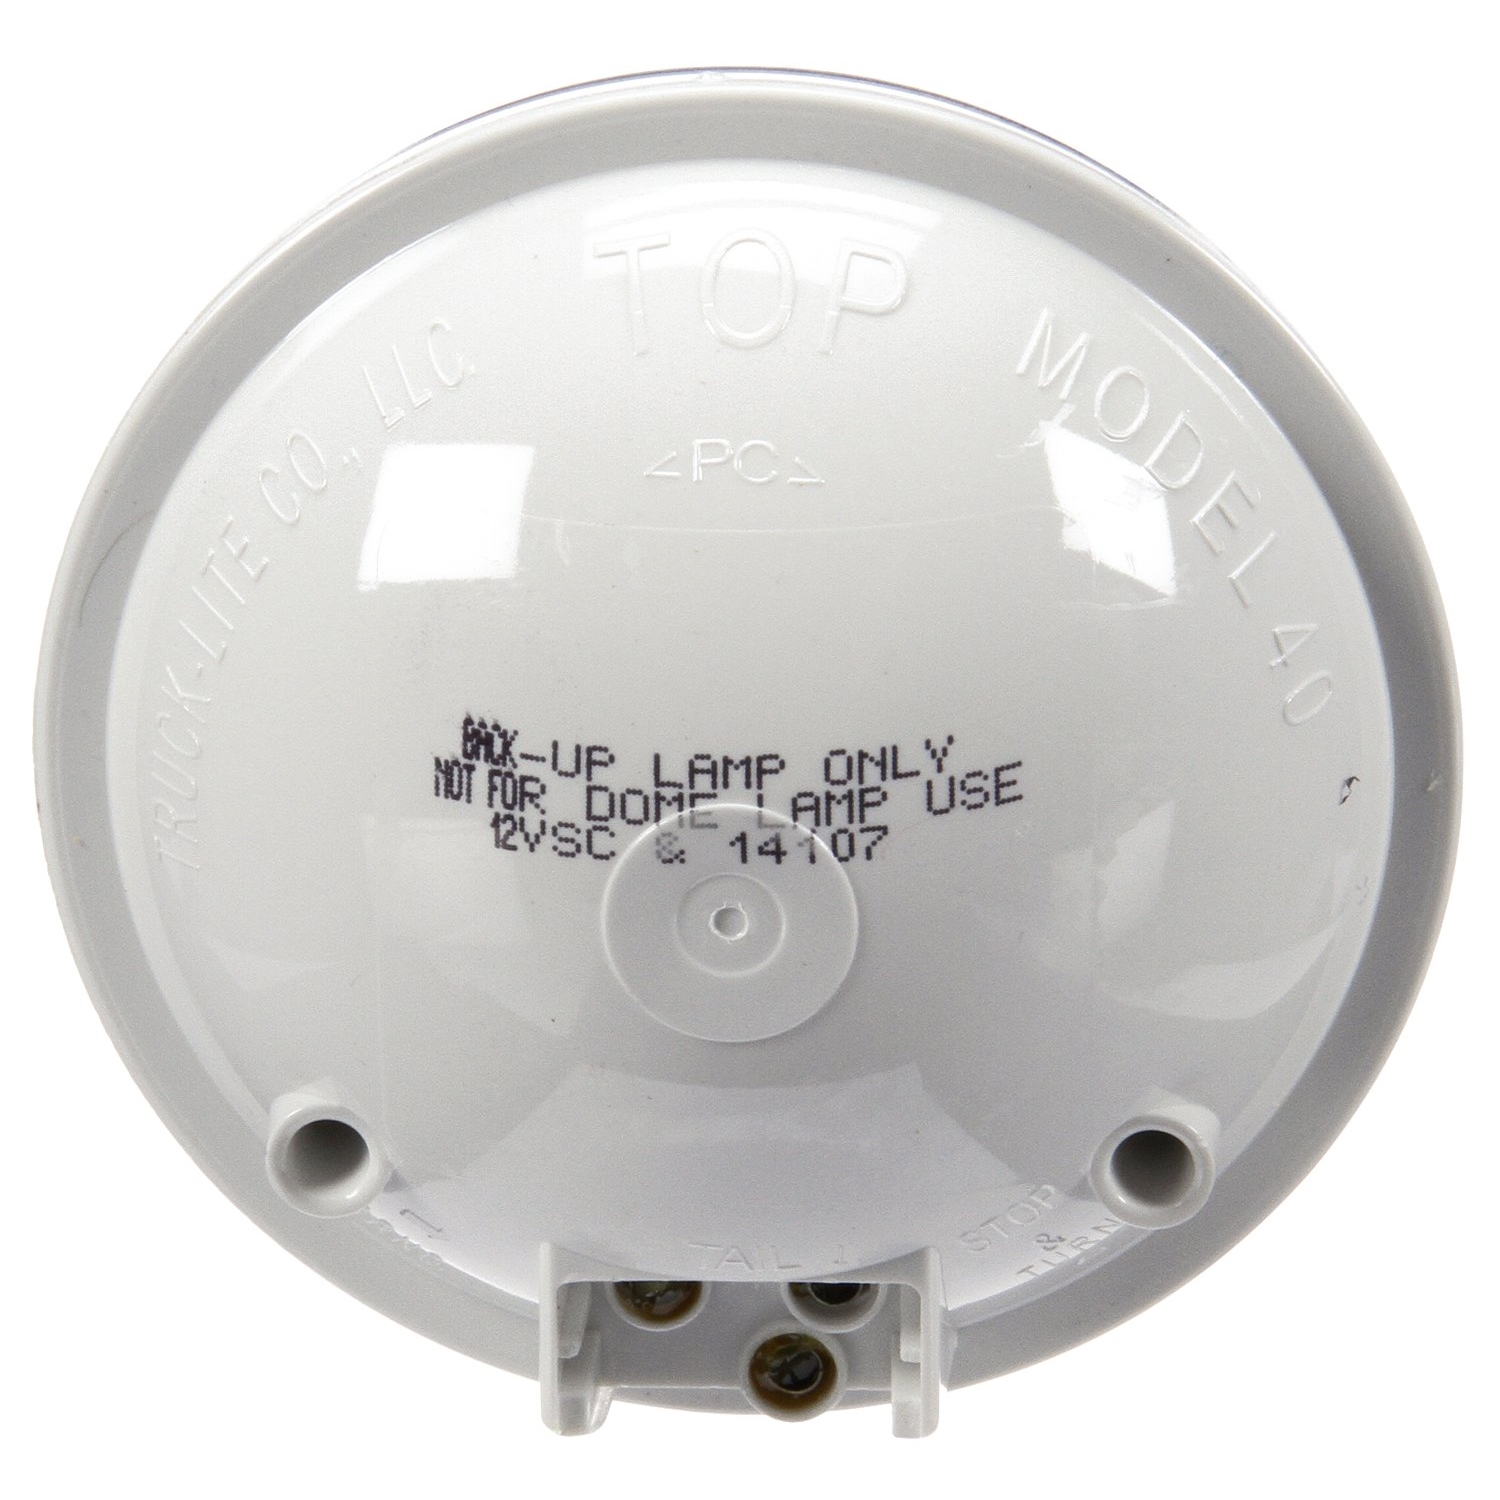 TOP
TRUCK-LITE CO., LLC.
MODEL 40
<PC>
BACK-UP LAMP ONLY
NOT FOR DOME LAMP USE
12VSC & 14107
TAIL
STOP
&
TURN